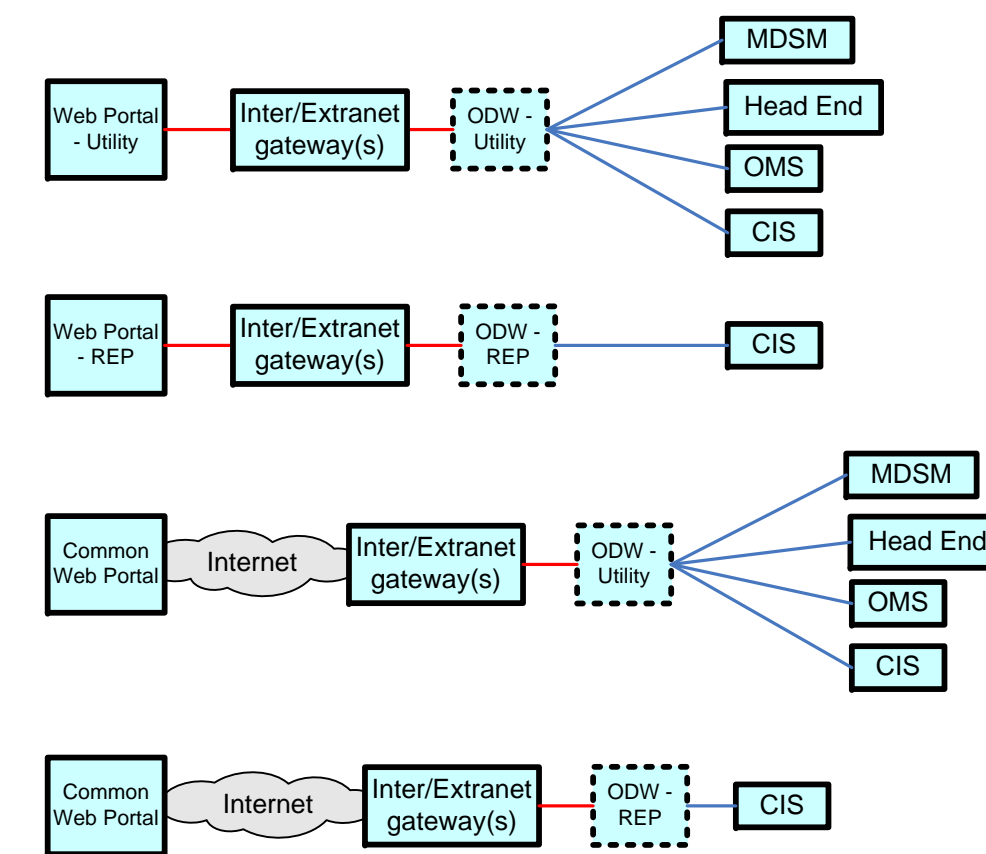 MDSM
Web Portal
- Utility
Inter/Extranet
gateway(s)
ODW -
Utility
Head End
OMS
CIS
Web Portal
- REP
Inter/Extranet
gateway(s)
ODW -
REP
CIS
MDSM
Common
Web Portal
Internet
Inter/Extranet
gateway(s)
ODW -
Utility
Head End
OMS
CIS
Common
Web Portal
Internet
Inter/Extranet
gateway(s)
ODW -
REP
CIS